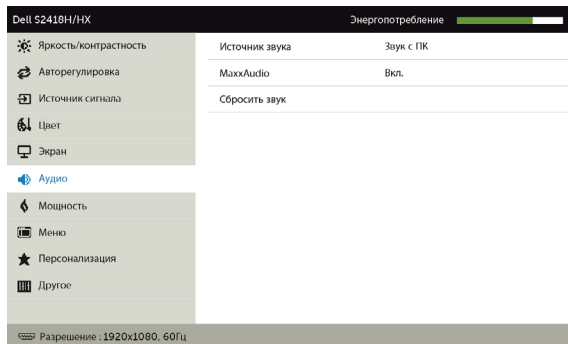 Dell S2418H/HX Энергопотребление
Яркость/контрастность
Авторегулировка
Источник сигнала
Цвет
Экран
Аудио
Мощность
Меню
Персонализация
Другое
Источник звука Звук с ПК
MaxxAudio Вкл.
Сбросить звук
Разрешение : 1920x1080, 60Гц